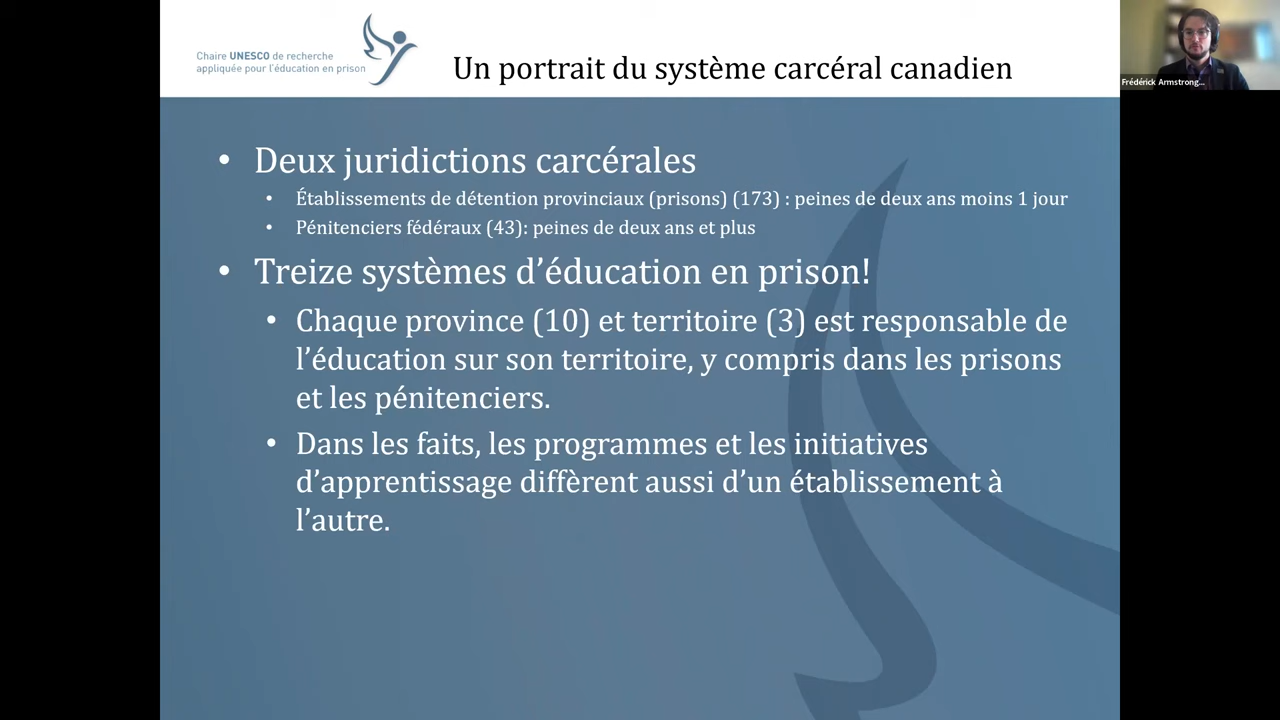 Chaire UNESCO de recherche
appliquée pour l'éducation en prison
Un portrait du système carcéral canadien
Frédérick Armstrong...
• Deux juridictions carcérales
• Établissements de détention provinciaux (prisons) (173) : peines de deux ans moins 1 jour
• Pénitenciers fédéraux (43): peines de deux ans et plus
• Treize systèmes d’éducation en prison!
• Chaque province (10) et territoire (3) est responsable de
l’éducation sur son territoire, y compris dans les prisons
et les pénitenciers.
• Dans les faits, les programmes et les initiatives
d’apprentissage diffèrent aussi d’un établissement à
l’autre.